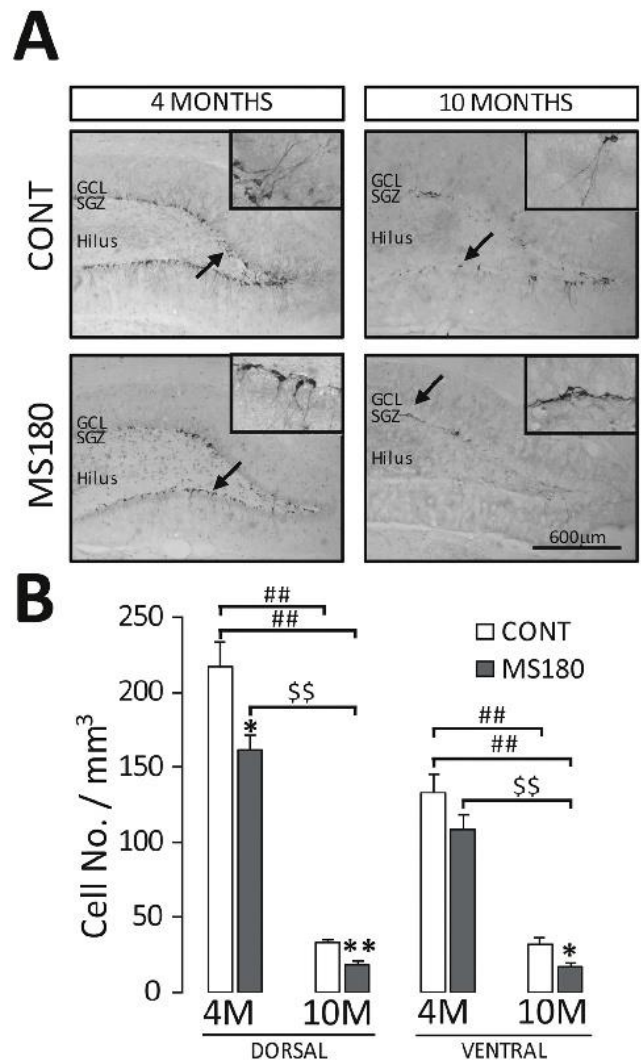 A
4 MONTHS
10 MONTHS
CONT
GCL
SGZ
Hilus
GCL
SGZ
Hilus
MS180
GCL
SGZ
Hilus
GCL
SGZ
Hilus
600μm
B
Cell No. / mm³
250
200
150
100
50
0
##
##
$$
*
**
CONT
MS180
##
##
$$
*
4M
10M
4M
10M
DORSAL
VENTRAL